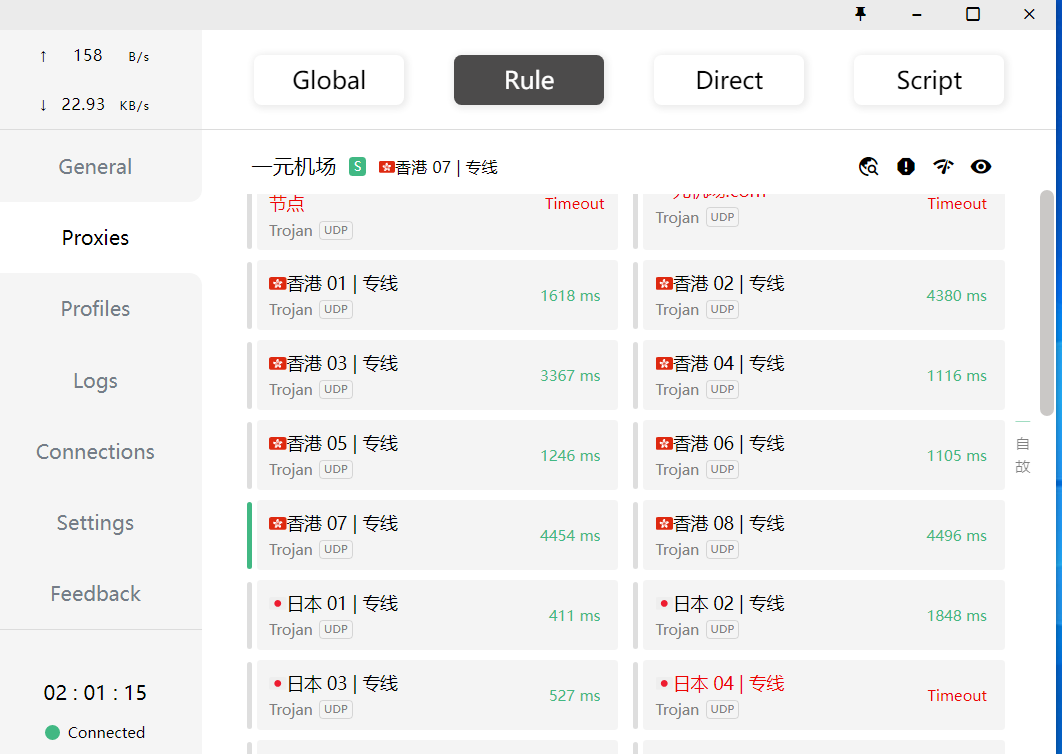 ↑ 158 B/s
↓ 22.93 KB/s
Global
Rule
Direct
Script
General
Proxies
Profiles
Logs
Connections
Settings
Feedback
02 : 01 : 15
Connected
一元机场 S 🇭🇰香港 07 | 专线
节点
Trojan UDP
Timeout
一元机场.com
Trojan UDP
Timeout
🇭🇰香港 01 | 专线
Trojan UDP
1618 ms
🇭🇰香港 02 | 专线
Trojan UDP
4380 ms
🇭🇰香港 03 | 专线
Trojan UDP
3367 ms
🇭🇰香港 04 | 专线
Trojan UDP
1116 ms
🇭🇰香港 05 | 专线
Trojan UDP
1246 ms
🇭🇰香港 06 | 专线
Trojan UDP
1105 ms
🇭🇰香港 07 | 专线
Trojan UDP
4454 ms
🇭🇰香港 08 | 专线
Trojan UDP
4496 ms
🇯🇵日本 01 | 专线
Trojan UDP
411 ms
🇯🇵日本 02 | 专线
Trojan UDP
1848 ms
🇯🇵日本 03 | 专线
Trojan UDP
527 ms
🇯🇵日本 04 | 专线
Trojan UDP
Timeout
一
自
故